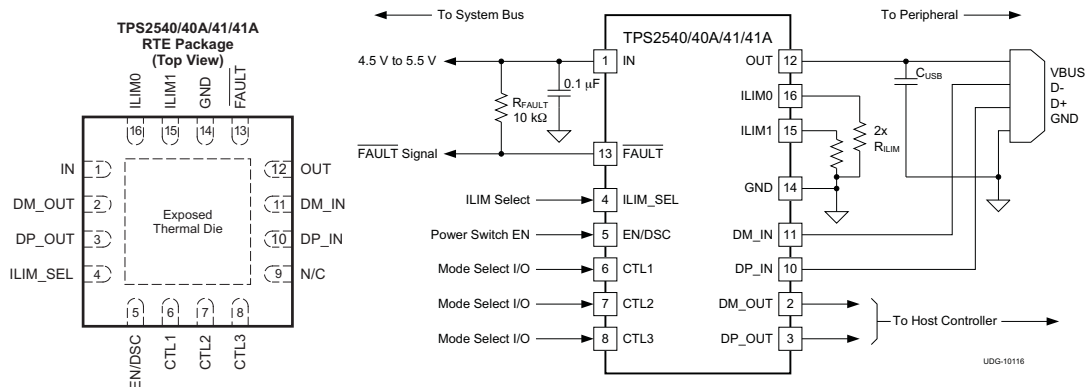 TPS2540/40A/41/41A
RTE Package
(Top View)
ILIM0
ILIM1
GND
FAULT
16
15
14
13
IN
1
12
OUT
DM_OUT
2
11
DM_IN
DP_OUT
3
10
DP_IN
ILIM_SEL
4
9
N/C
Exposed
Thermal Die
5
6
7
8
EN/DSC
CTL1
CTL2
CTL3
To System Bus
To Peripheral
TPS2540/40A/41/41A
4.5 V to 5.5 V
1
IN
OUT
12
0.1 µF
CUSB
VBUS
D-
D+
GND
RFAULT
10 kΩ
ILIM0
16
ILIM1
15
2x
RILIM
FAULT Signal
13
FAULT
GND
14
ILIM Select
4
ILIM_SEL
Power Switch EN
5
EN/DSC
DM_IN
11
Mode Select I/O
6
CTL1
DP_IN
10
Mode Select I/O
7
CTL2
DM_OUT
2
Mode Select I/O
8
CTL3
DP_OUT
3
To Host Controller
UDG-10116